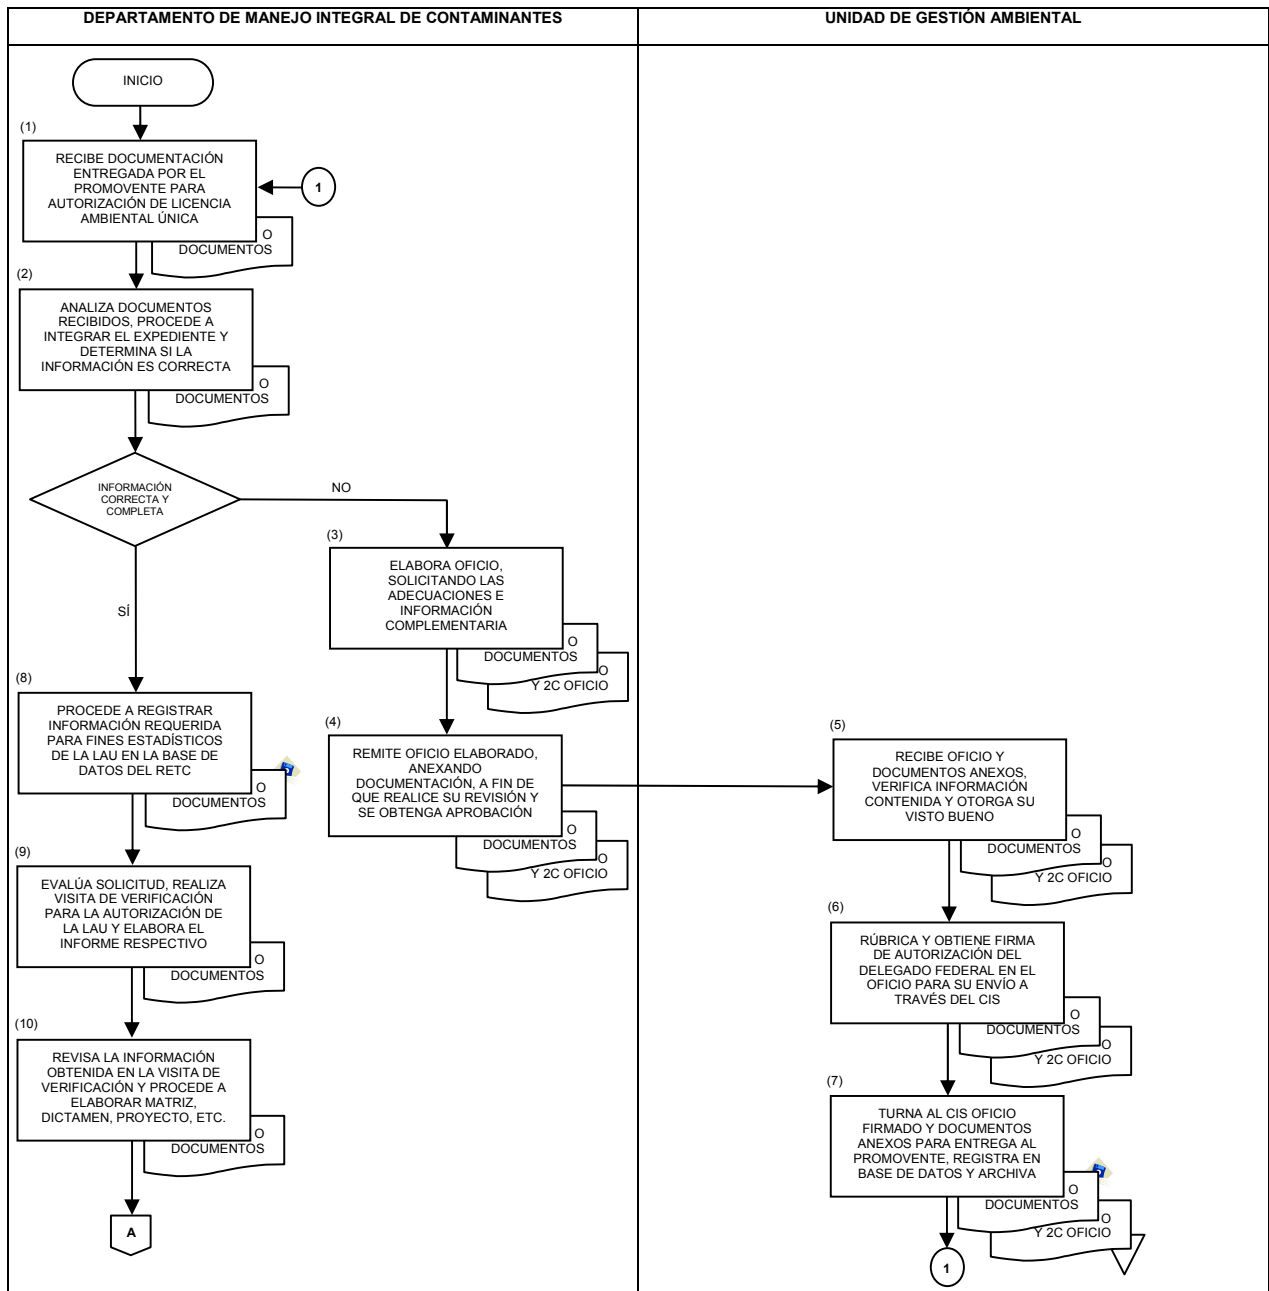 DEPARTAMENTO DE MANEJO INTEGRAL DE CONTAMINANTES
UNIDAD DE GESTIÓN AMBIENTAL
INICIO
(1)
RECIBE DOCUMENTACIÓN
ENTREGADA POR EL
PROMOVENTE PARA
AUTORIZACIÓN DE LICENCIA
AMBIENTAL ÚNICA
1
O
DOCUMENTOS
(2)
ANALIZA DOCUMENTOS
RECIBIDOS, PROCEDE A
INTEGRAR EL EXPEDIENTE Y
DETERMINA SI LA
INFORMACIÓN ES CORRECTA
O
DOCUMENTOS
INFORMACIÓN
CORRECTA Y
COMPLETA
NO
SÍ
(3)
ELABORA OFICIO,
SOLICITANDO LAS
ADECUACIONES E
INFORMACIÓN
COMPLEMENTARIA
O
DOCUMENTOS
O
Y 2C OFICIO
(4)
REMITE OFICIO ELABORADO,
ANEXANDO
DOCUMENTACIÓN, A FIN DE
QUE REALICE SU REVISIÓN Y
SE OBTENGA APROBACIÓN
O
DOCUMENTOS
O
Y 2C OFICIO
(5)
RECIBE OFICIO Y
DOCUMENTOS ANEXOS,
VERIFICA INFORMACIÓN
CONTENIDA Y OTORGA SU
VISTO BUENO
O
DOCUMENTOS
O
Y 2C OFICIO
(6)
RÚBRICA Y OBTIENE FIRMA
DE AUTORIZACIÓN DEL
DELEGADO FEDERAL EN EL
OFICIO PARA SU ENVÍO A
TRAVÉS DEL CIS
O
DOCUMENTOS
O
Y 2C OFICIO
(7)
TURNA AL CIS OFICIO
FIRMADO Y DOCUMENTOS
ANEXOS PARA ENTREGA AL
PROMOVENTE, REGISTRA EN
BASE DE DATOS Y ARCHIVA
O
DOCUMENTOS
O
Y 2C OFICIO
1
(8)
PROCEDE A REGISTRAR
INFORMACIÓN REQUERIDA
PARA FINES ESTADÍSTICOS
DE LA LAU EN LA BASE DE
DATOS DEL RETC
O
DOCUMENTOS
(9)
EVALÚA SOLICITUD, REALIZA
VISITA DE VERIFICACIÓN
PARA LA AUTORIZACIÓN DE
LA LAU Y ELABORA EL
INFORME RESPECTIVO
O
DOCUMENTOS
(10)
REVISA LA INFORMACIÓN
OBTENIDA EN LA VISITA DE
VERIFICACIÓN Y PROCEDE A
ELABORAR MATRIZ,
DICTAMEN, PROYECTO, ETC.
O
DOCUMENTOS
A